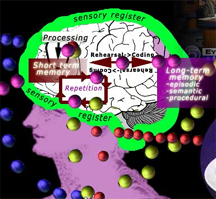 sensory register
Processing
Rehearsal->Coding
Rehearsal->Coding
Short-term
memory
Repetition
Long-term
memory
-episodic
-semantic
-procedural
sensory
register